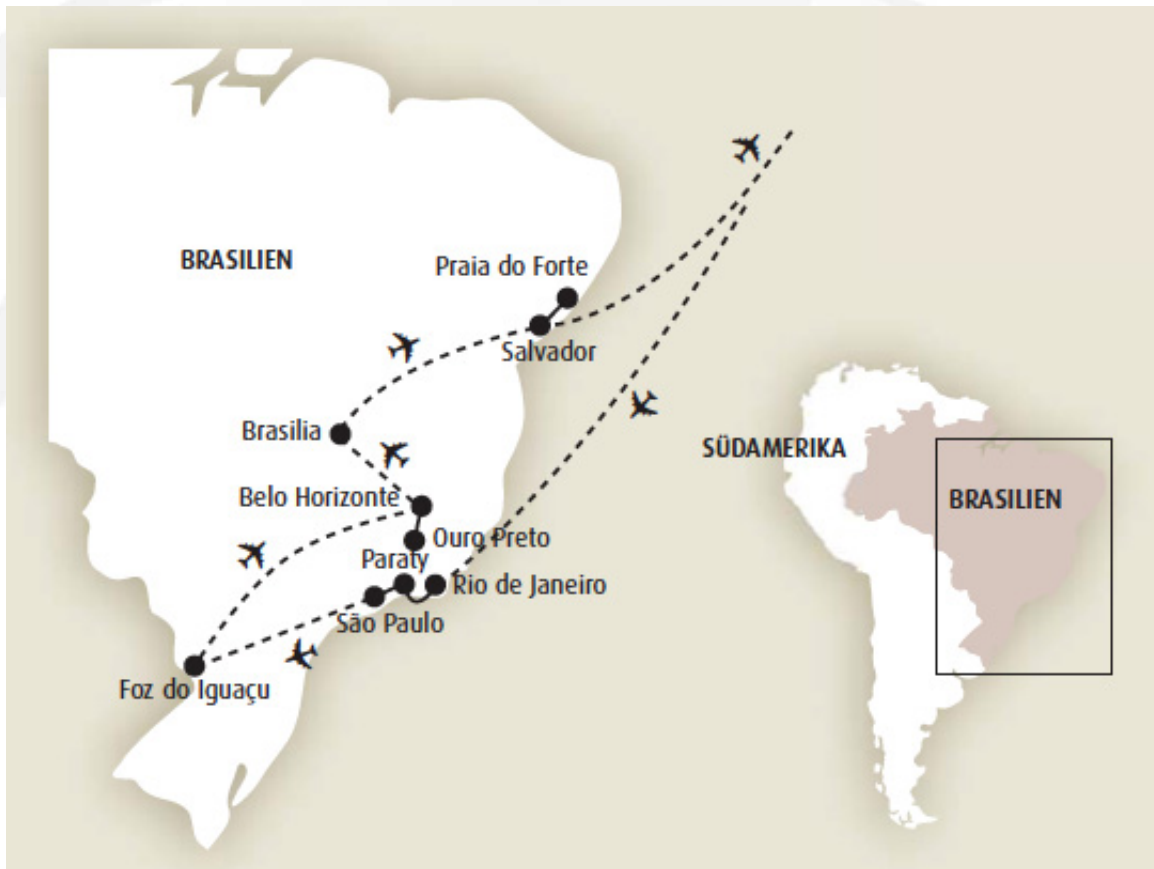 BRASILIEN
Praia do Forte
Salvador
Brasilia
Belo Horizonte
Ouro Preto
Paraty
Rio de Janeiro
São Paulo
Foz do Iguaçu
SÜDAMERIKA
BRASILIEN